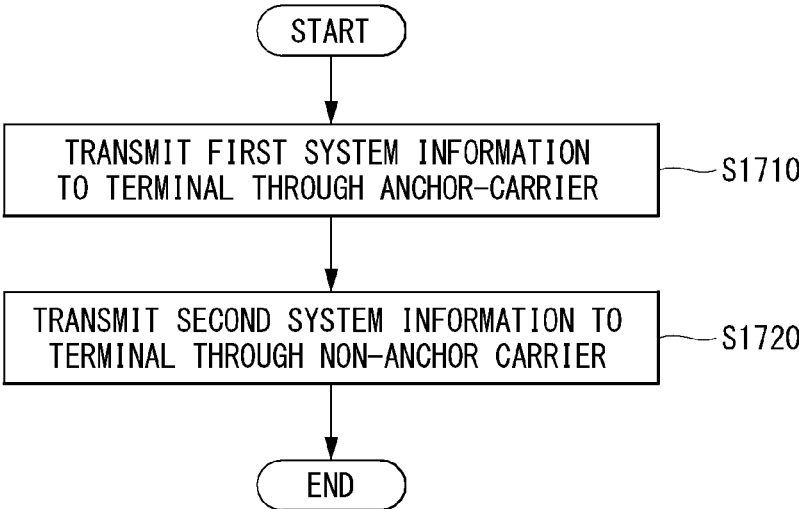 START
TRANSMIT FIRST SYSTEM INFORMATION
TO TERMINAL THROUGH ANCHOR-CARRIER
S1710
TRANSMIT SECOND SYSTEM INFORMATION TO
TERMINAL THROUGH NON-ANCHOR CARRIER
S1720
END